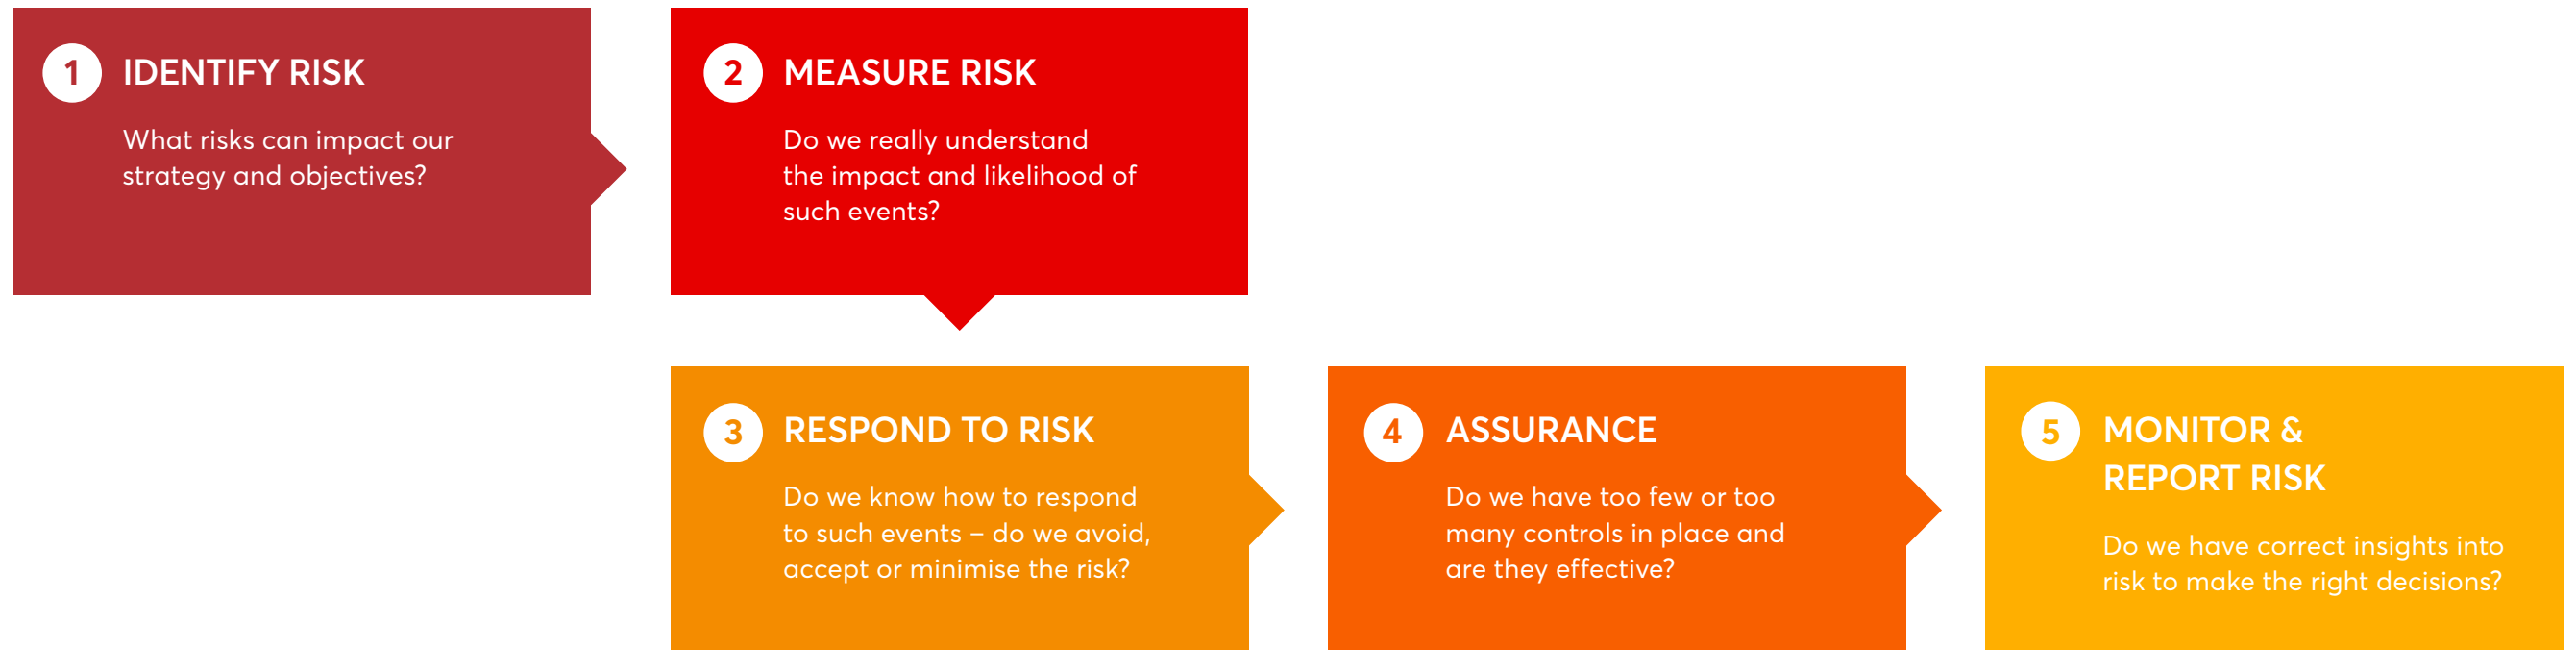 1 IDENTIFY RISK
What risks can impact our
strategy and objectives?
2 MEASURE RISK
Do we really understand
the impact and likelihood of
such events?
3 RESPOND TO RISK
Do we know how to respond
to such events – do we avoid,
accept or minimise the risk?
4 ASSURANCE
Do we have too few or too
many controls in place and
are they effective?
5 MONITOR &
REPORT RISK
Do we have correct insights into
risk to make the right decisions?